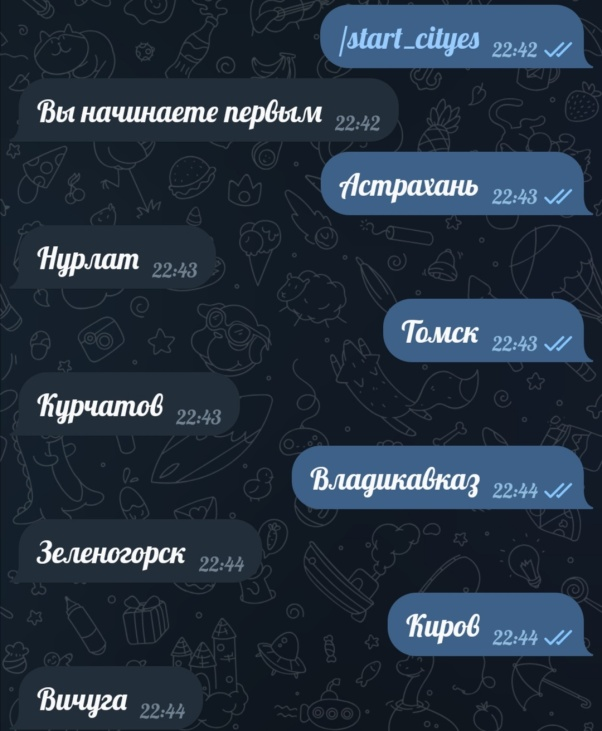 /start_cityes 22:42
Вы начинаете первым 22:42
Астрахань 22:43
Нурлат 22:43
Томск 22:43
Курчатов 22:43
Владикавказ 22:44
Зеленогорск 22:44
Киров 22:44
Вичуга 22:44